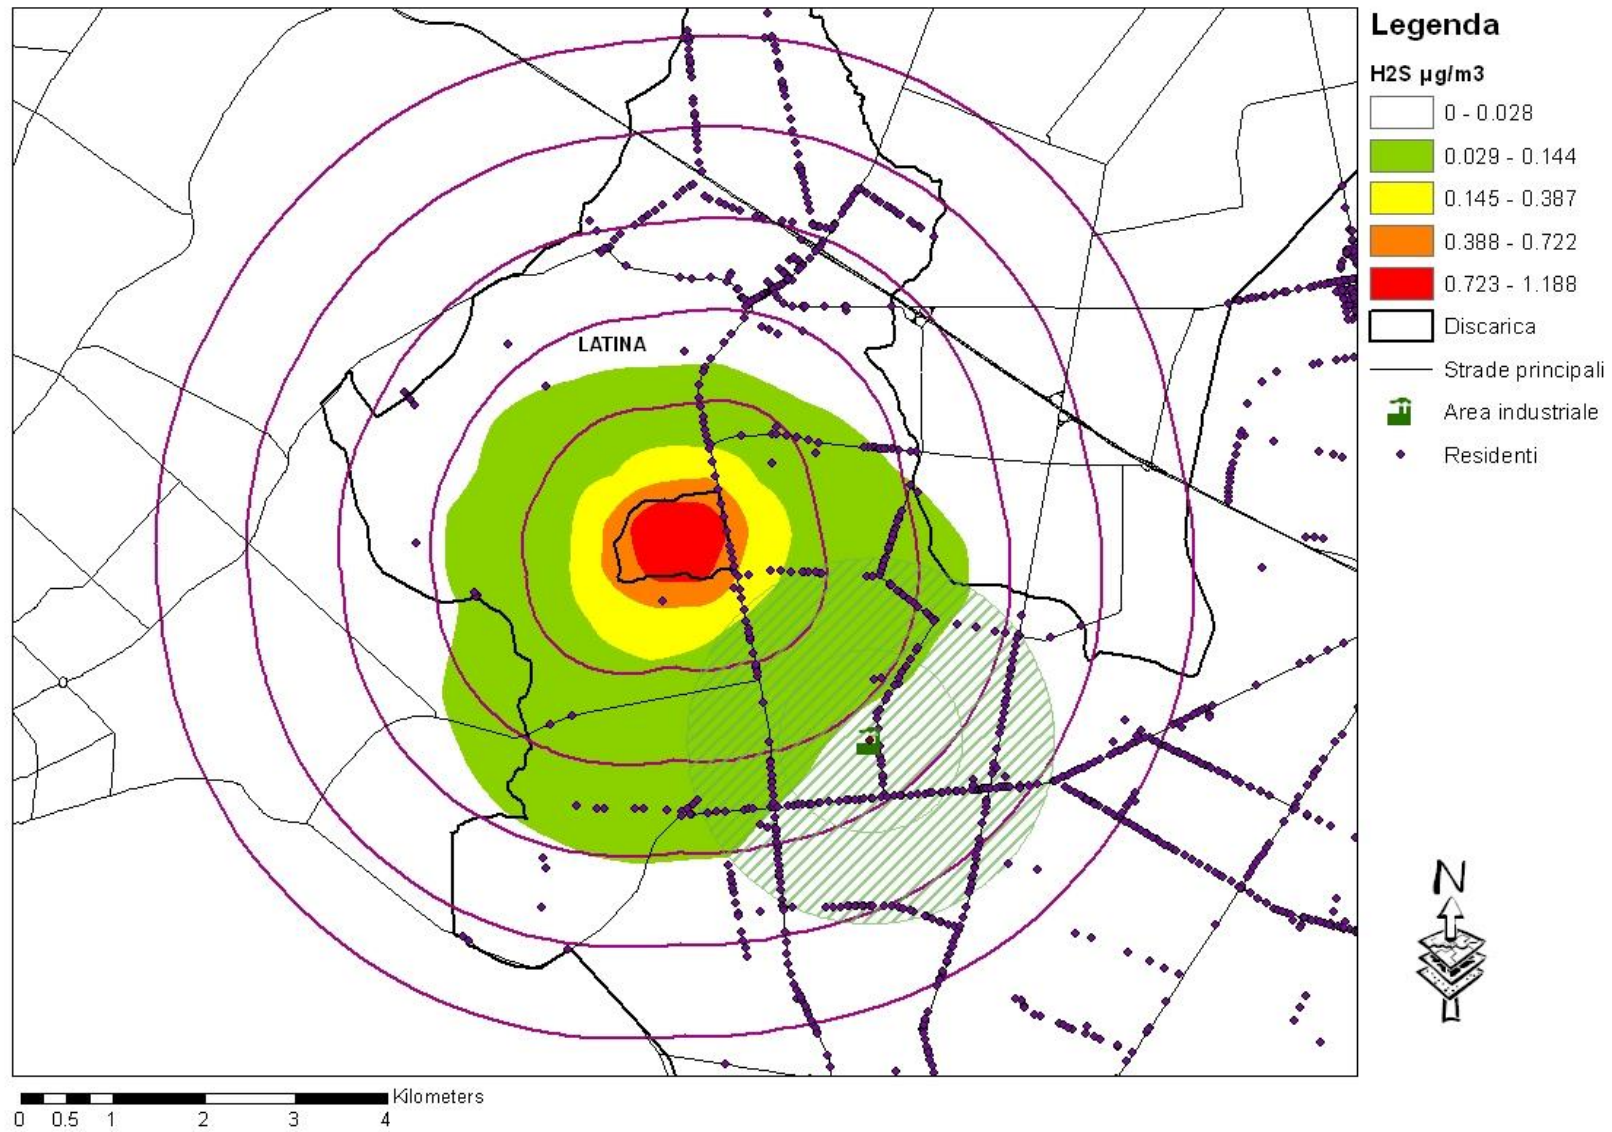 Legenda
H2S µg/m3
0 - 0.028
0.029 - 0.144
0.145 - 0.387
0.388 - 0.722
0.723 - 1.188
Discarica
Strade principali
Area industriale
Residenti
LATINA
N
Kilometers
0 0.5 1 2 3 4